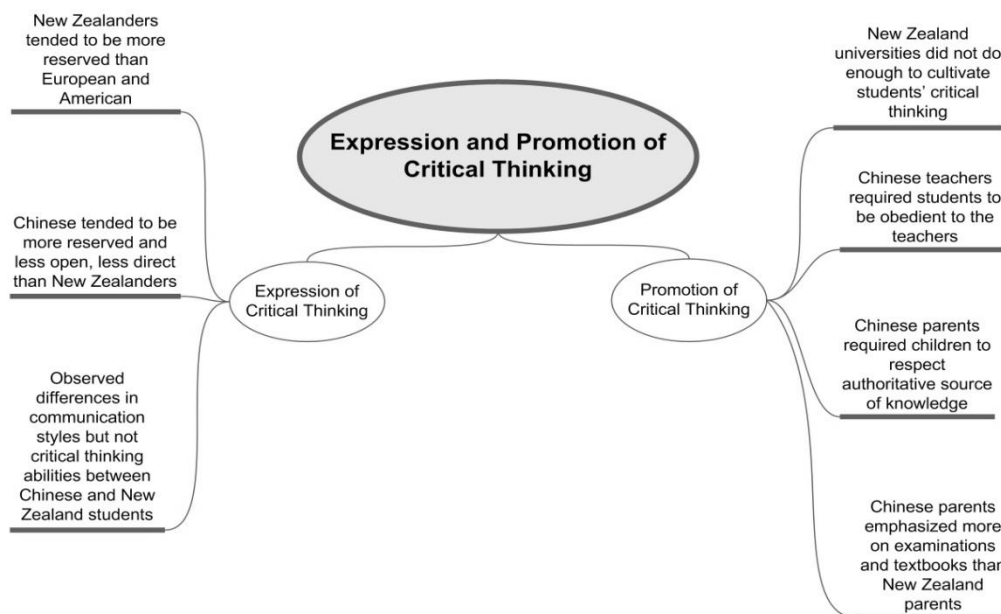 Expression and Promotion of
Critical Thinking
Expression of
Critical Thinking
New Zealanders
tended to be more
reserved than
European and
American
Chinese tended to be
more reserved and
less open, less direct
than New Zealanders
Observed
differences in
communication
styles but not
critical thinking
abilities between
Chinese and New
Zealand students
Promotion of
Critical Thinking
New Zealand
universities did not do
enough to cultivate
students’ critical
thinking
Chinese teachers
required students to
be obedient to the
teachers
Chinese parents
required children to
respect
authoritative source
of knowledge
Chinese parents
emphasized more
on examinations
and textbooks than
New Zealand
parents